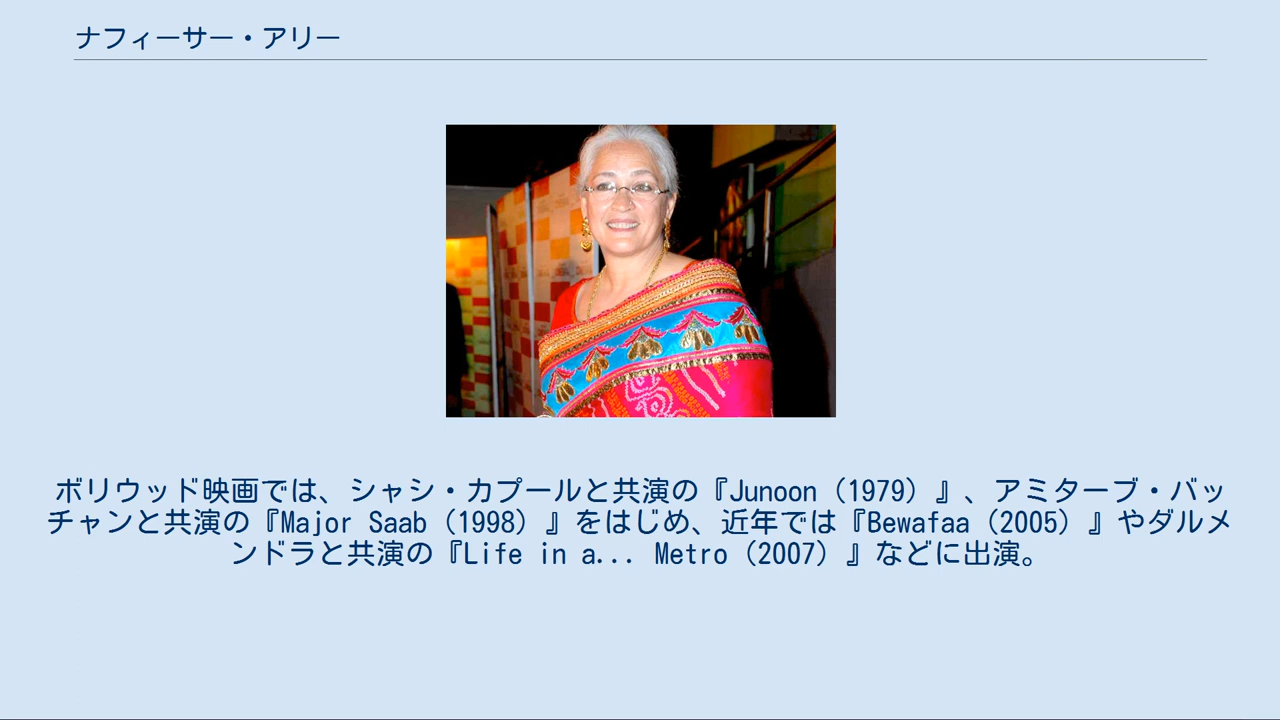 ナフィーサー・アリー
ボリウッド映画では、シャシ・カプールと共演の『Junoon（1979）』、アミターブ・バッ
チャンと共演の『Major Saab（1998）』をはじめ、近年では『Bewafaa（2005）』やダルメ
ンドラと共演の『Life in a... Metro（2007）』などに出演。